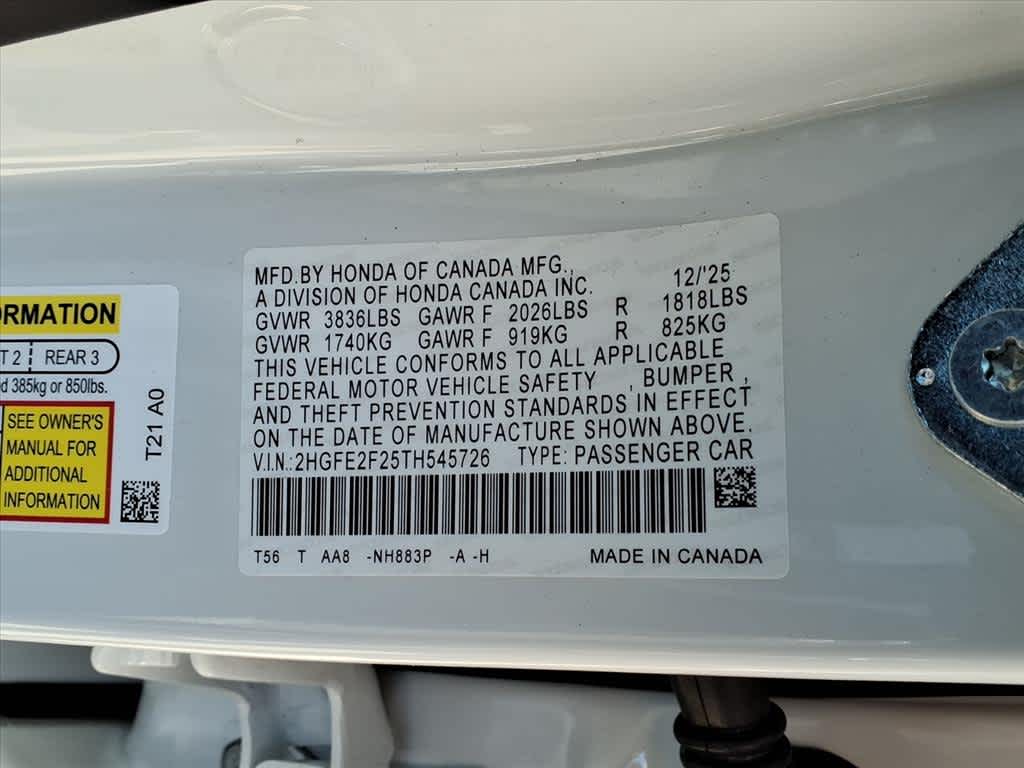 MFD.BY HONDA OF CANADA MFG.,
A DIVISION OF HONDA CANADA INC. 12/'25
GVWR 3836LBS GAWR F 2026LBS R 1818LBS
GVWR 1740KG GAWR F 919KG R 825KG
THIS VEHICLE CONFORMS TO ALL APPLICABLE
FEDERAL MOTOR VEHICLE SAFETY , BUMPER ,
AND THEFT PREVENTION STANDARDS IN EFFECT
ON THE DATE OF MANUFACTURE SHOWN ABOVE.
V.I.N.:2HGFE2F25TH545726 TYPE: PASSENGER CAR
T56 T AA8 -NH883P -A -H MADE IN CANADA
ORMATION
T 2 REAR 3
d 385kg or 850lbs.
SEE OWNER'S
MANUAL FOR
ADDITIONAL
INFORMATION
T21 A0